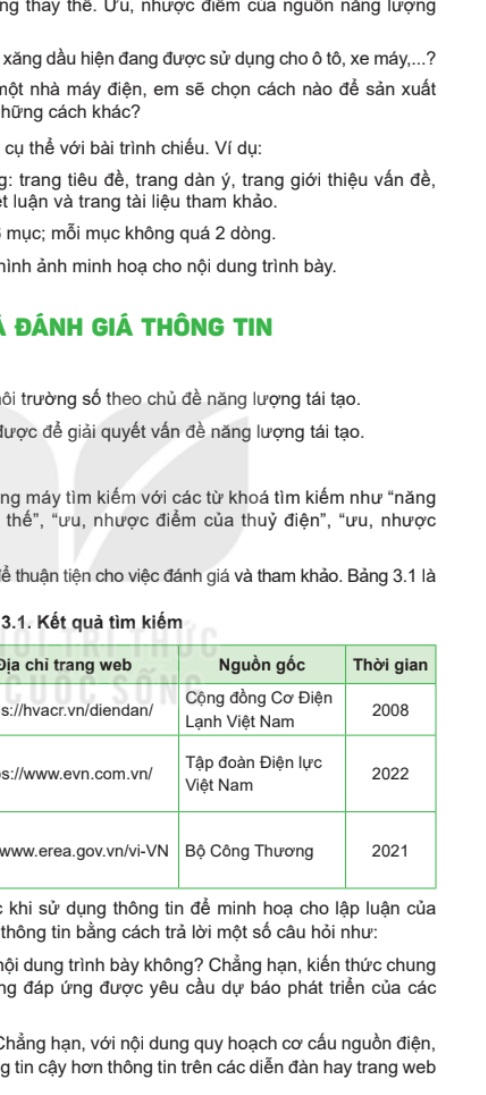 ng thay thế. Ưu, nhược điểm của nguồn năng lượng
xăng dầu hiện đang được sử dụng cho ô tô, xe máy,...?
một nhà máy điện, em sẽ chọn cách nào để sản xuất
hững cách khác?
cụ thể với bài trình chiếu. Ví dụ:
g: trang tiêu đề, trang dàn ý, trang giới thiệu vấn đề,
ết luận và trang tài liệu tham khảo.
mục; mỗi mục không quá 2 dòng.
hình ảnh minh hoạ cho nội dung trình bày.
À ĐÁNH GIÁ THÔNG TIN
ôi trường số theo chủ đề năng lượng tái tạo.
được để giải quyết vấn đề năng lượng tái tạo.
ng máy tìm kiếm với các từ khoá tìm kiếm như “năng
thế”, “ưu, nhược điểm của thuỷ điện”, “ưu, nhược
ể thuận tiện cho việc đánh giá và tham khảo. Bảng 3.1 là
3.1. Kết quả tìm kiếm
NỐI TRI THỨC
CUỘC SỐNG
Địa chỉ trang web Nguồn gốc Thời gian
s://hvacr.vn/diendan/ Cộng đồng Cơ Điện Lạnh Việt Nam 2008
s://www.evn.com.vn/ Tập đoàn Điện lực Việt Nam 2022
www.erea.gov.vn/vi-VN Bộ Công Thương 2021
c khi sử dụng thông tin để minh hoạ cho lập luận của
thông tin bằng cách trả lời một số câu hỏi như:
nội dung trình bày không? Chẳng hạn, kiến thức chung
ng đáp ứng được yêu cầu dự báo phát triển của các
Chẳng hạn, với nội dung quy hoạch cơ cấu nguồn điện,
g tin cậy hơn thông tin trên các diễn đàn hay trang web